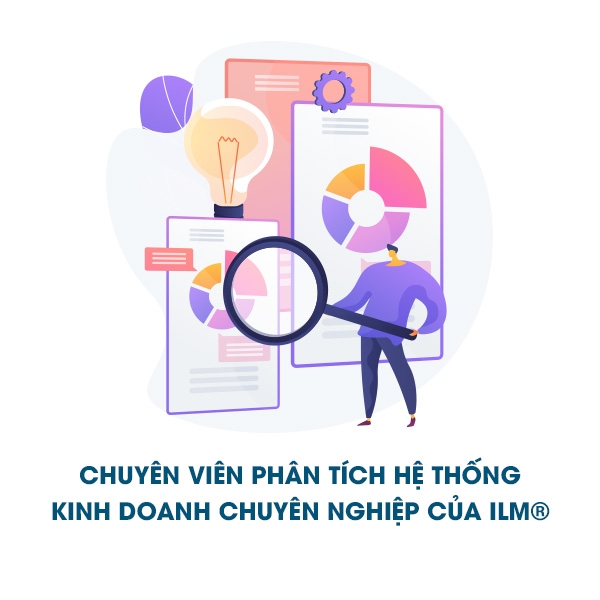 CHUYÊN VIÊN PHÂN TÍCH HỆ THỐNG
KINH DOANH CHUYÊN NGHIỆP CỦA ILM®